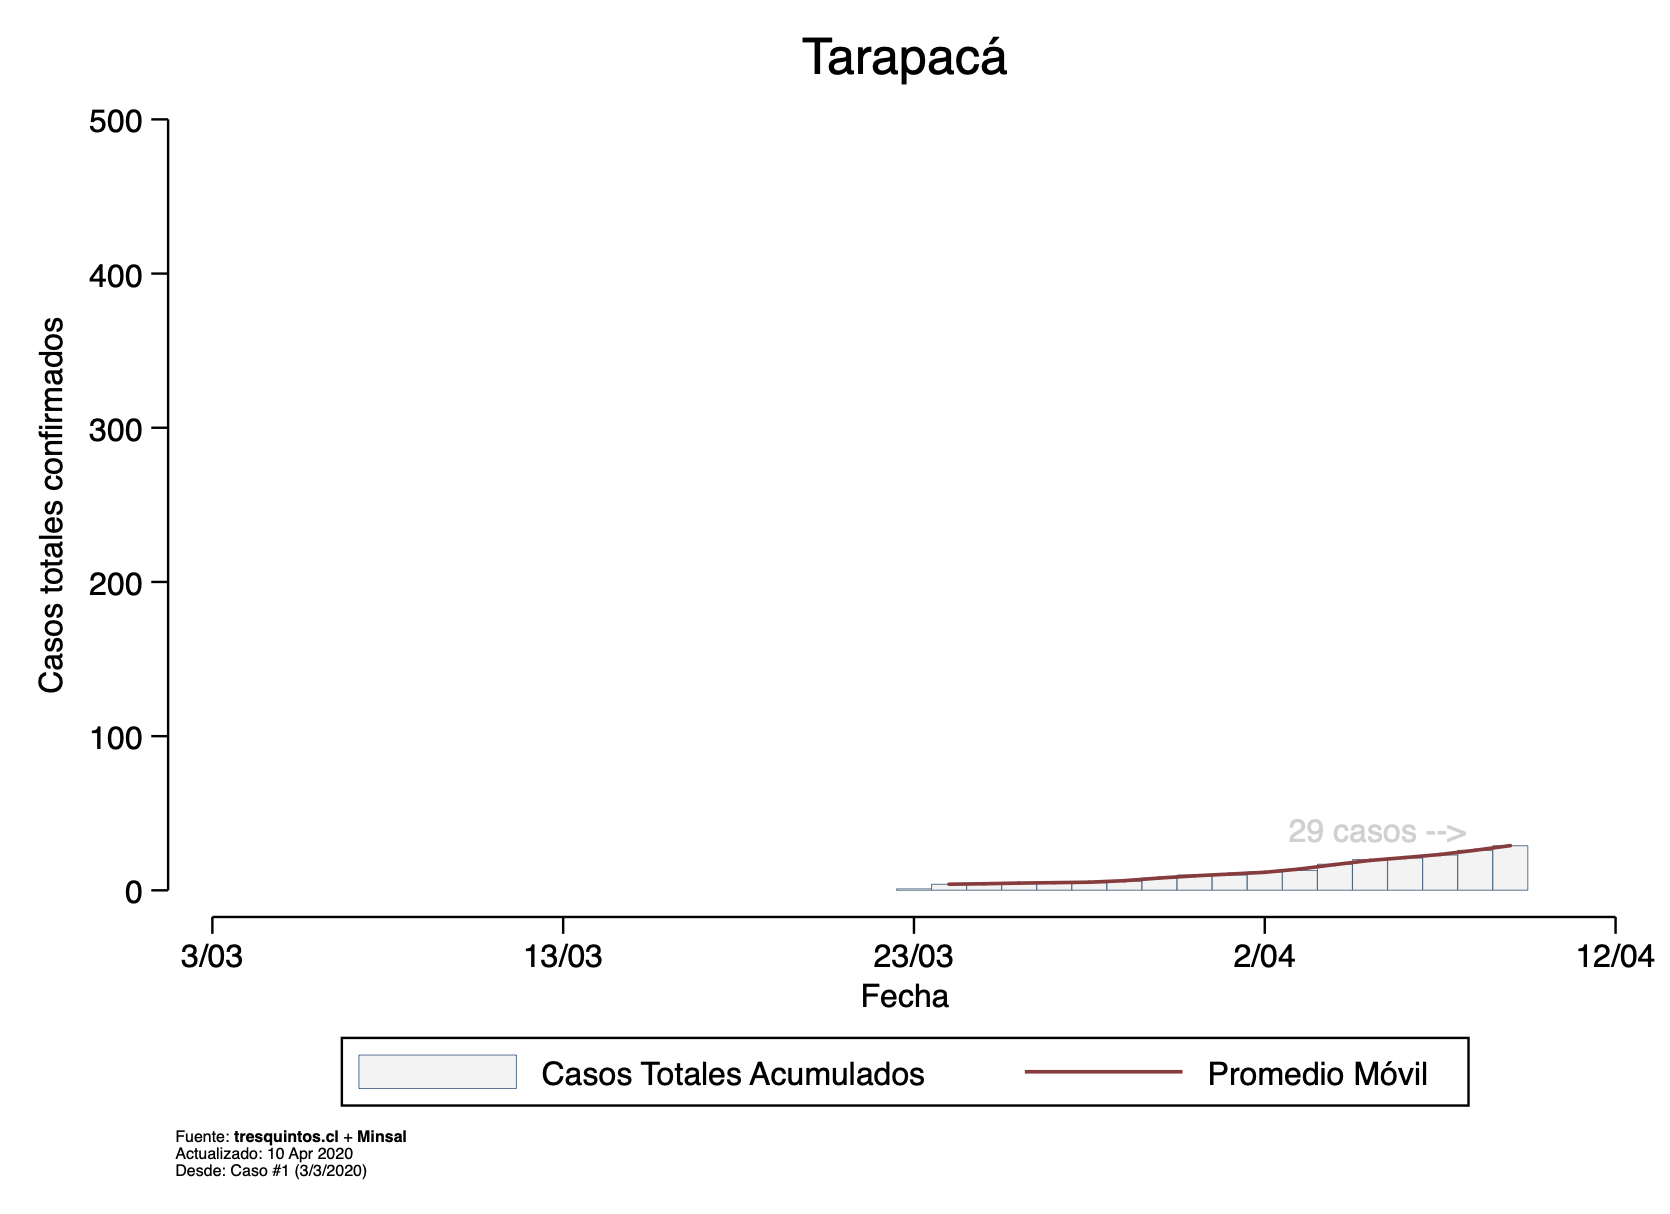 Tarapacá
500
400
300
200
100
0
Casos totales confirmados
29 casos -->
3/03 13/03 23/03 2/04 12/04
Fecha
Casos Totales Acumulados Promedio Móvil
Fuente: tresquintos.cl + Minsal
Actualizado: 10 Apr 2020
Desde: Caso #1 (3/3/2020)